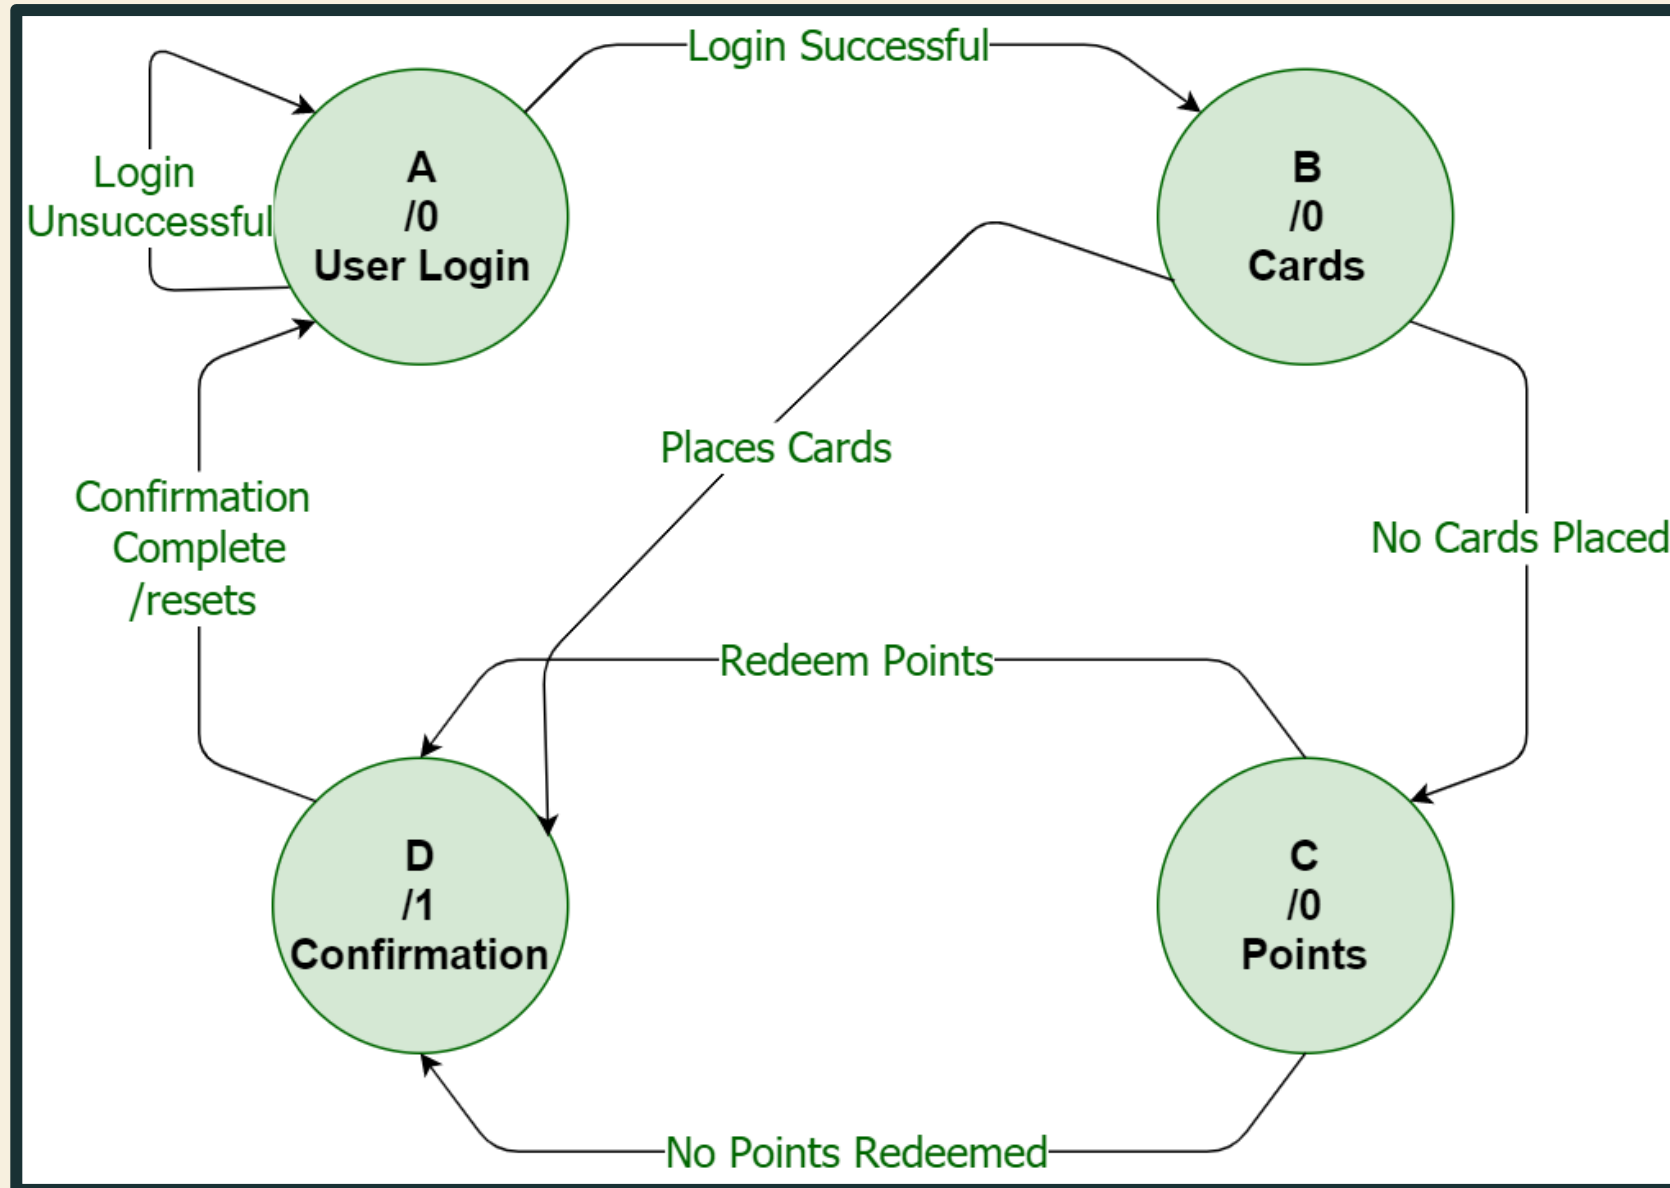 Login Successful
A
/0
User Login
B
/0
Cards
Login
Unsuccessful
Places Cards
Confirmation
Complete
/resets
No Cards Placed
Redeem Points
D
/1
Confirmation
C
/0
Points
No Points Redeemed